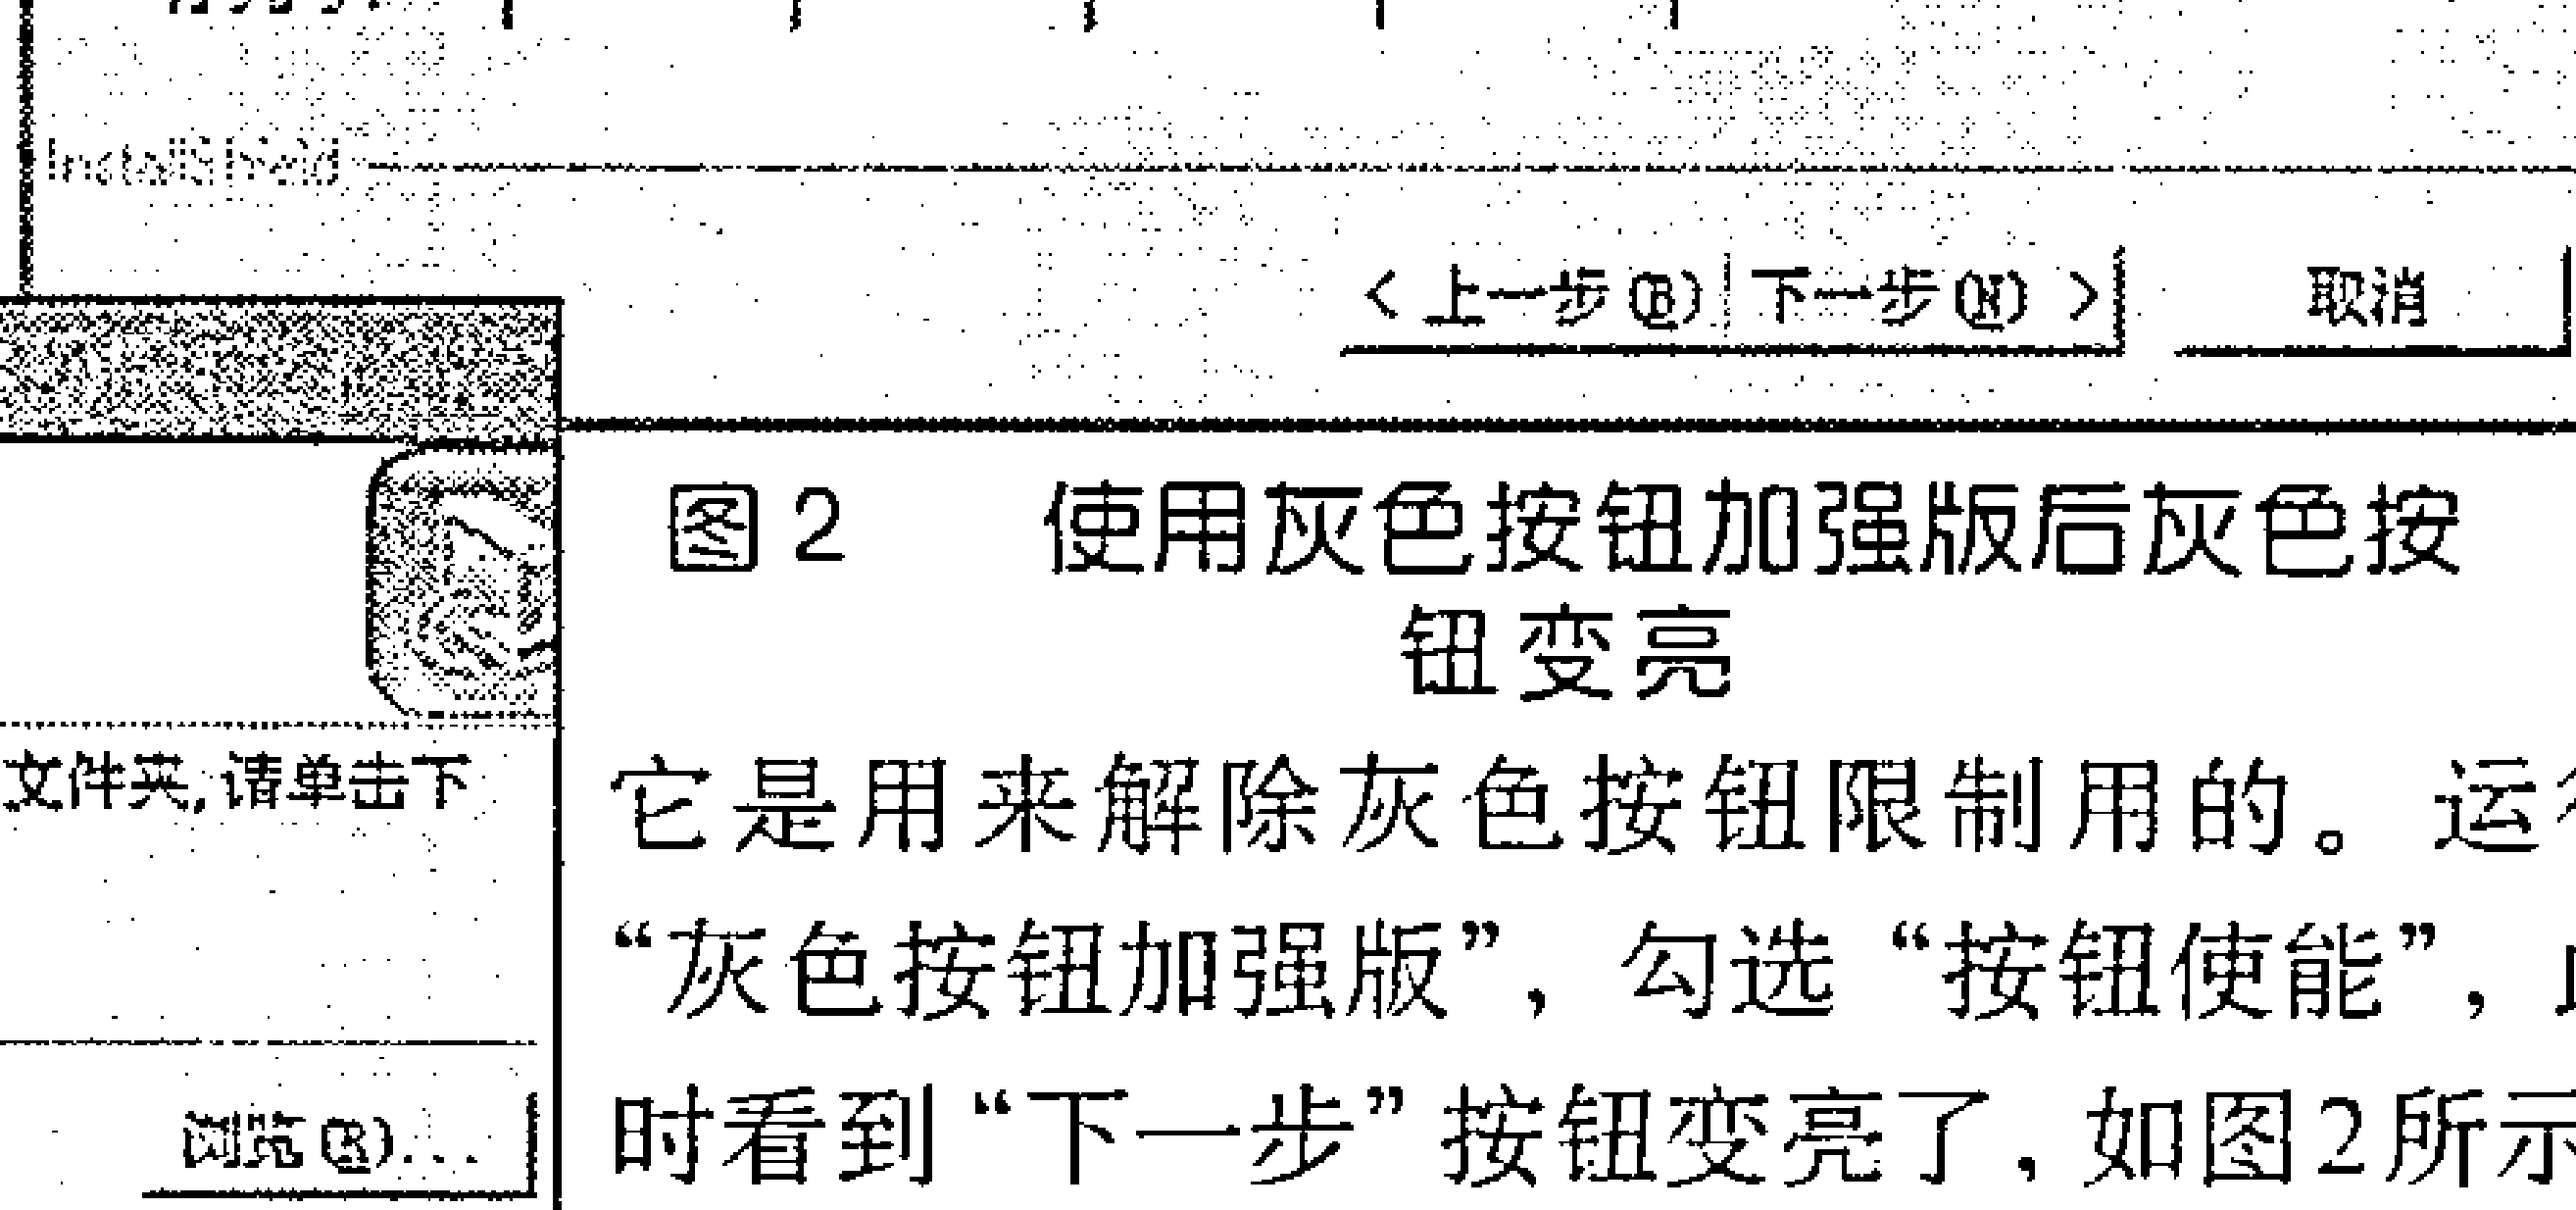 InstallShield
< 上一步(B) 下一步(N) > 取消
图2 使用灰色按钮加强版后灰色按
钮变亮
文件夹,请单击下
浏览(R)...
它是用来解除灰色按钮限制用的。运
“灰色按钮加强版”，勾选“按钮使能”，
时看到“下一步”按钮变亮了，如图2所示